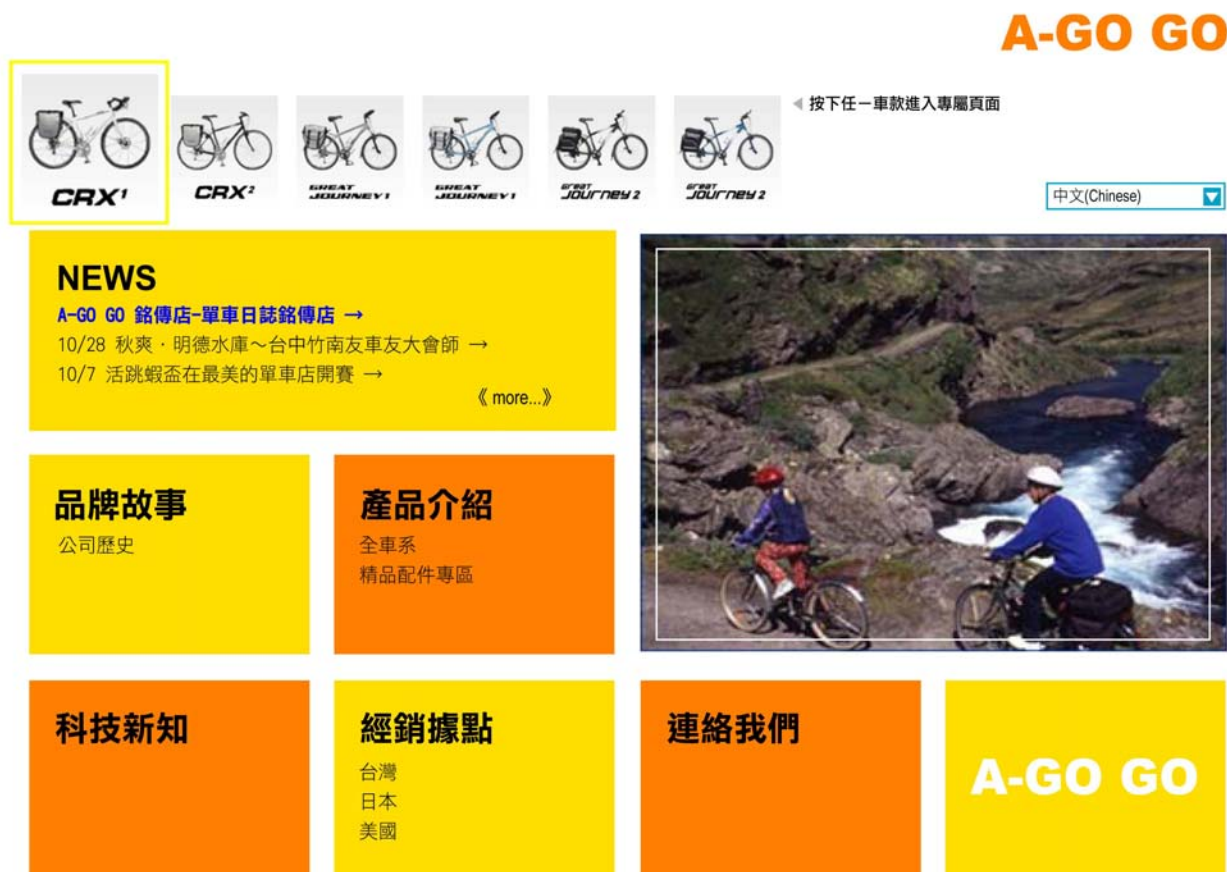 A-GO GO
CRX¹
CRX²
GREAT JOURNEY 1
GREAT JOURNEY 1
GREAT JOURNEY 2
GREAT JOURNEY 2
按下任一車款進入專屬頁面
中文(Chinese)
NEWS
A-GO GO 銘傳店-單車日誌銘傳店 →
10/28 秋爽‧明德水庫～台中竹南友車友大會師 →
10/7 活跳蝦盃在最美的單車店開賽 →
《 more...》
品牌故事
公司歷史
產品介紹
全車系
精品配件專區
科技新知
經銷據點
台灣
日本
美國
連絡我們
A-GO GO